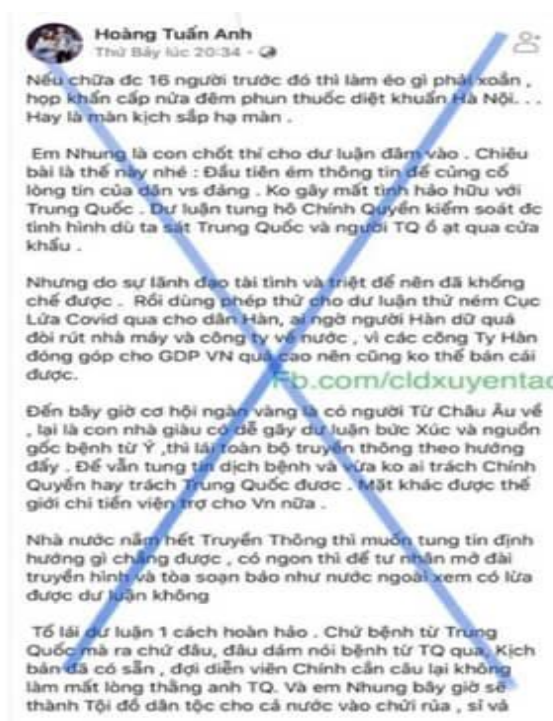 Hoàng Tuấn Anh
Thứ Bảy lúc 20:34
Nếu chữa đc 16 người trước đó thì làm éo gì phải xoắn ,
họp khẩn cấp nửa đêm phun thuốc diệt khuẩn Hà Nội. . .
Hay là màn kịch sắp hạ màn .
Em Nhung là con chốt thí cho dư luận đâm vào . Chiêu
bài là thế này nhé : Đầu tiên ém thông tin để củng cố
lòng tin của dân vs đảng . Ko gây mất tình hảo hữu với
Trung Quốc . Dư luận tung hô Chính Quyền kiểm soát đc
tình hình dù ta sát Trung Quốc và người TQ ồ ạt qua cửa
khẩu .
Nhưng do sự lãnh đạo tài tình và triệt để nên đã khống
chế được . Rồi dùng phép thử cho dư luận thử ném Cục
Lửa Covid qua cho dân Hàn, ai ngờ người Hàn dữ quá
đòi rút nhà máy và công ty về nước , vì các công Ty Hàn
đóng góp cho GDP VN quá cao nên cũng ko thể bán cái
được.
Fb.com/cldxuyentac
Đến bây giờ cơ hội ngàn vàng là có người Từ Châu Âu về
, lại là con nhà giàu có dễ gây dư luận bức Xúc và nguồn
gốc bệnh từ Ý ,thì lái toàn bộ truyền thông theo hướng
đấy . Để vẫn tung tin dịch bệnh và vừa ko ai trách Chính
Quyền hay trách Trung Quốc được . Mặt khác được thế
giới chi tiền viện trợ cho Vn nữa .
Nhà nước nắm hết Truyền Thông thì muốn tung tin định
hướng gì chẳng được , có ngon thì để tư nhân mở đài
truyền hình và tòa soạn báo như nước ngoài xem có lừa
được dư luận không
Tổ lái dư luận 1 cách hoàn hảo . Chứ bệnh từ Trung
Quốc mà ra chứ đâu, đâu dám nói bệnh từ TQ qua, Kịch
bản đã có sẵn , đợi diễn viên Chính cần câu lại không
làm mất lòng thằng anh TQ. Và em Nhung bây giờ sẽ
thành Tội đồ dân tộc cho cả nước vào chửi rủa , sỉ vả